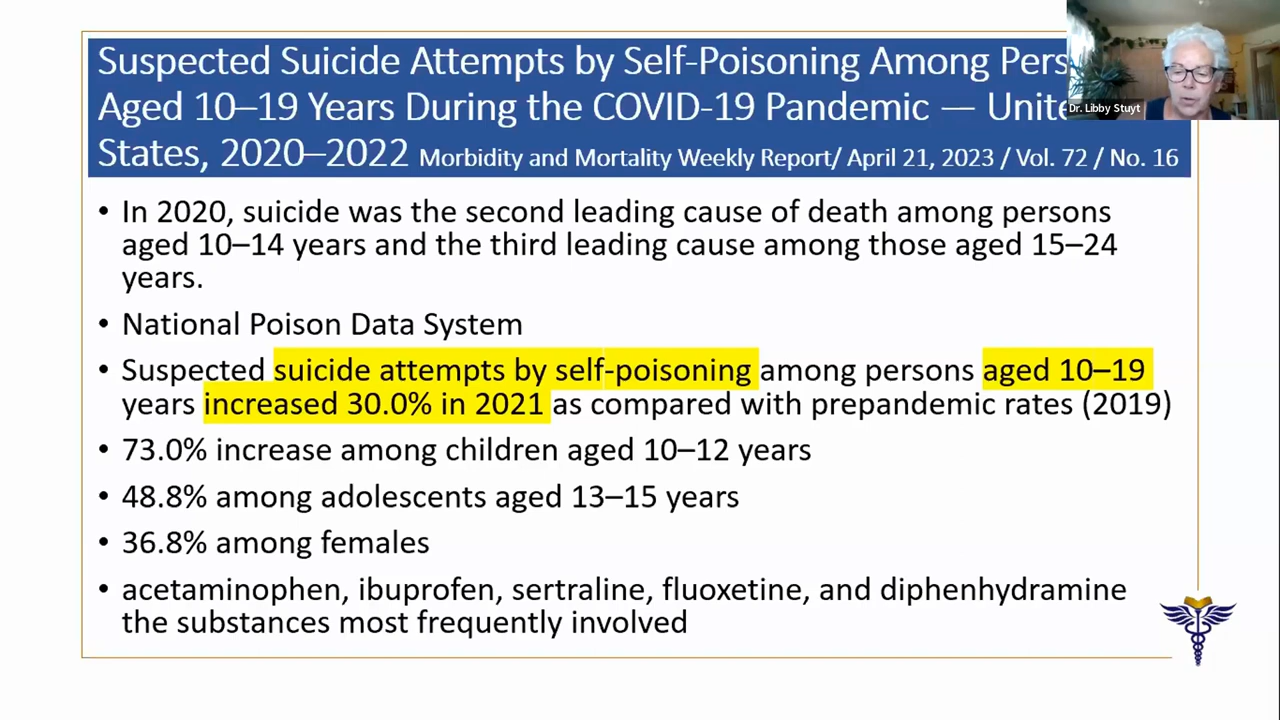 Suspected Suicide Attempts by Self-Poisoning Among
Aged 10–19 Years During the COVID-19 Pandemic —
States, 2020–2022 Morbidity and Mortality Weekly Report/ April 21, 2023 / Vol. 72 / No. 16
Dr. Libby Stuyt
• In 2020, suicide was the second leading cause of death among persons
aged 10–14 years and the third leading cause among those aged 15–24
years.
• National Poison Data System
• Suspected suicide attempts by self-poisoning among persons aged 10–19
years increased 30.0% in 2021 as compared with prepandemic rates (2019)
• 73.0% increase among children aged 10–12 years
• 48.8% among adolescents aged 13–15 years
• 36.8% among females
• acetaminophen, ibuprofen, sertraline, fluoxetine, and diphenhydramine
the substances most frequently involved